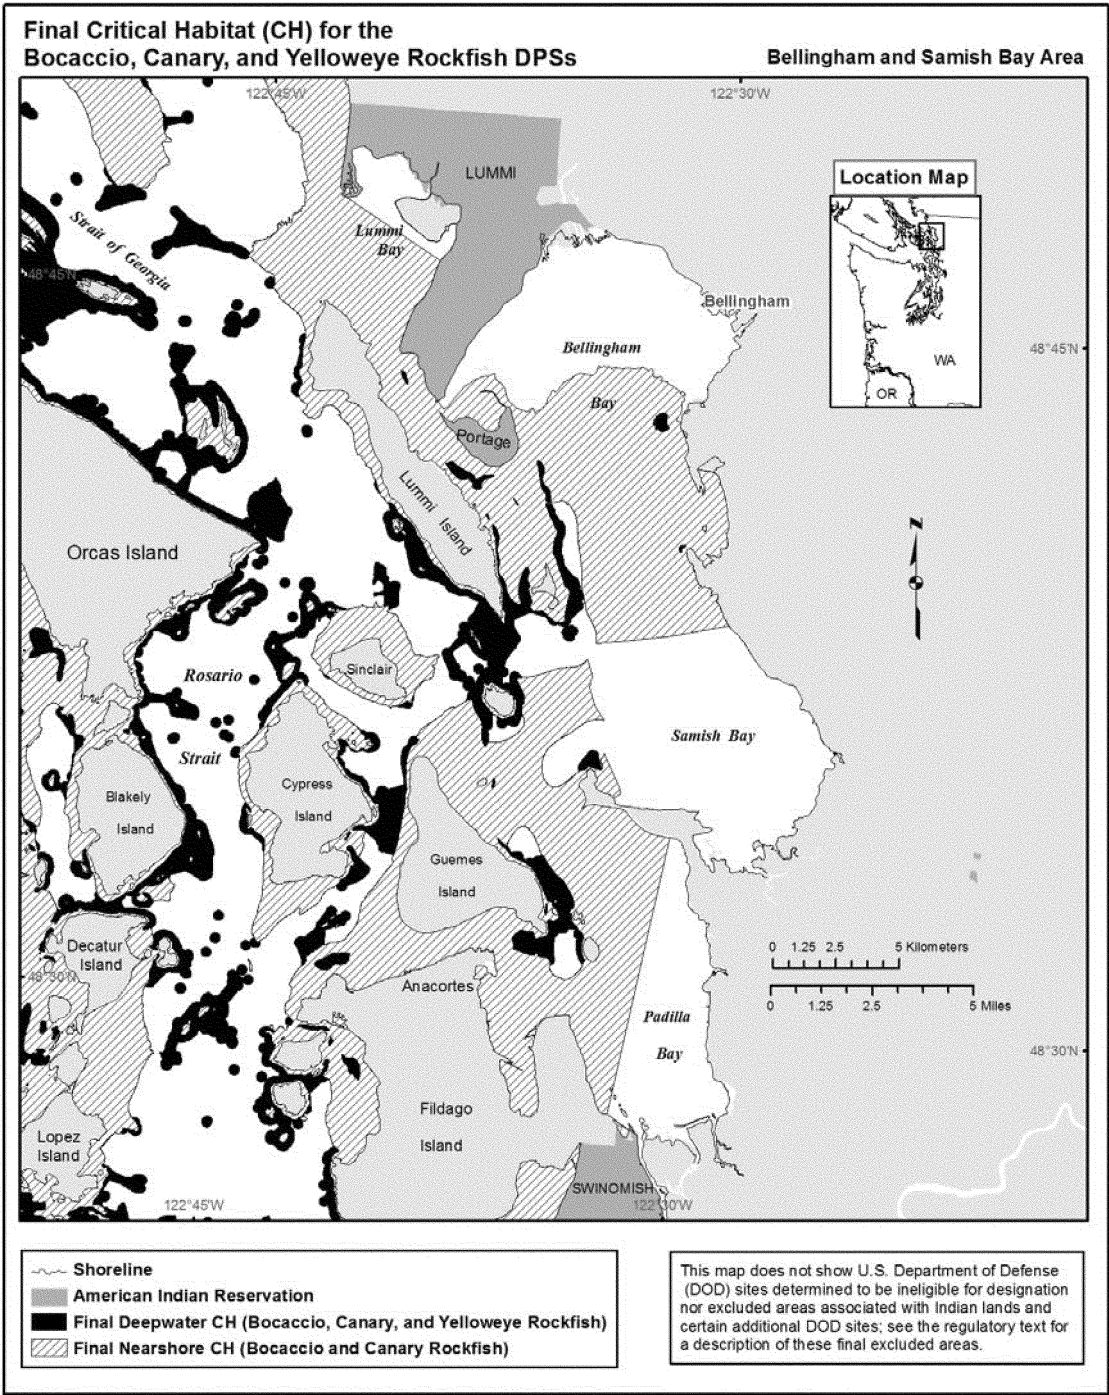 Final Critical Habitat (CH) for the
Bocaccio, Canary, and Yelloweye Rockfish DPSs
Bellingham and Samish Bay Area
122°45'W
122°30'W
LUMMI
Location Map
WA
OR
Strait of Georgia
Lummi
Bay
48°45'N
Bellingham
48°45'N
Bellingham
Bay
Portage
Lummi Island
Orcas Island
N
Rosario
Strait
Sinclair
Samish Bay
Cypress
Island
Blakely
Island
Guemes
Island
Decatur
Island
48°30'N
Anacortes
0 1.25 2.5 5 Kilometers
0 1.25 2.5 5 Miles
Padilla
Bay
48°30'N
Fildago
Island
Lopez
Island
SWINOMISH
122°45'W
122°30'W
Shoreline
American Indian Reservation
Final Deepwater CH (Bocaccio, Canary, and Yelloweye Rockfish)
Final Nearshore CH (Bocaccio and Canary Rockfish)
This map does not show U.S. Department of Defense
(DOD) sites determined to be ineligible for designation
nor excluded areas associated with Indian lands and
certain additional DOD sites; see the regulatory text for
a description of these final excluded areas.